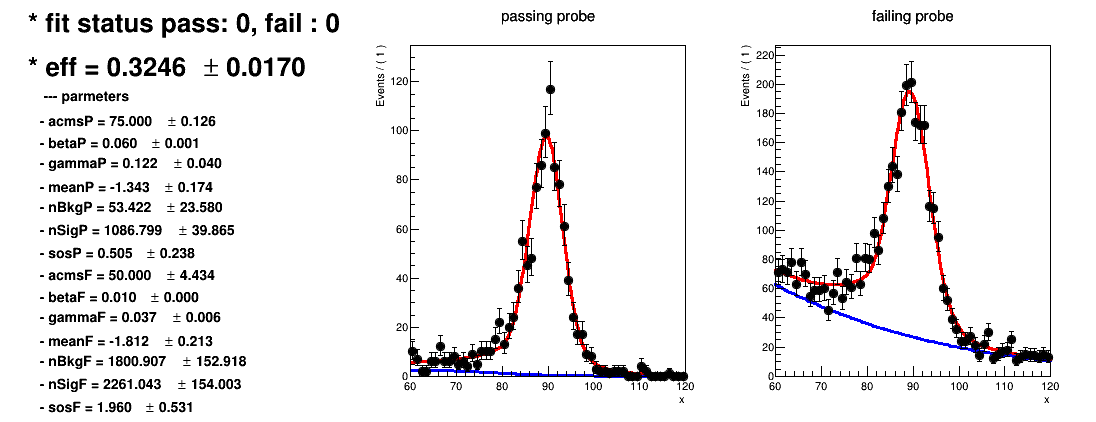 * fit status pass: 0, fail : 0
* eff = 0.3246 ± 0.0170
--- parmeters
- acmsP = 75.000 ± 0.126
- betaP = 0.060 ± 0.001
- gammaP = 0.122 ± 0.040
- meanP = -1.343 ± 0.174
- nBkgP = 53.422 ± 23.580
- nSigP = 1086.799 ± 39.865
- sosP = 0.505 ± 0.238
- acmsF = 50.000 ± 4.434
- betaF = 0.010 ± 0.000
- gammaF = 0.037 ± 0.006
- meanF = -1.812 ± 0.213
- nBkgF = 1800.907 ± 152.918
- nSigF = 2261.043 ± 154.003
- sosF = 1.960 ± 0.531
passing probe
Events / ( 1 )
120
100
80
60
40
20
0
60 70 80 90 100 110 120
x
failing probe
Events / ( 1 )
220
200
180
160
140
120
100
80
60
40
20
0
60 70 80 90 100 110 120
x